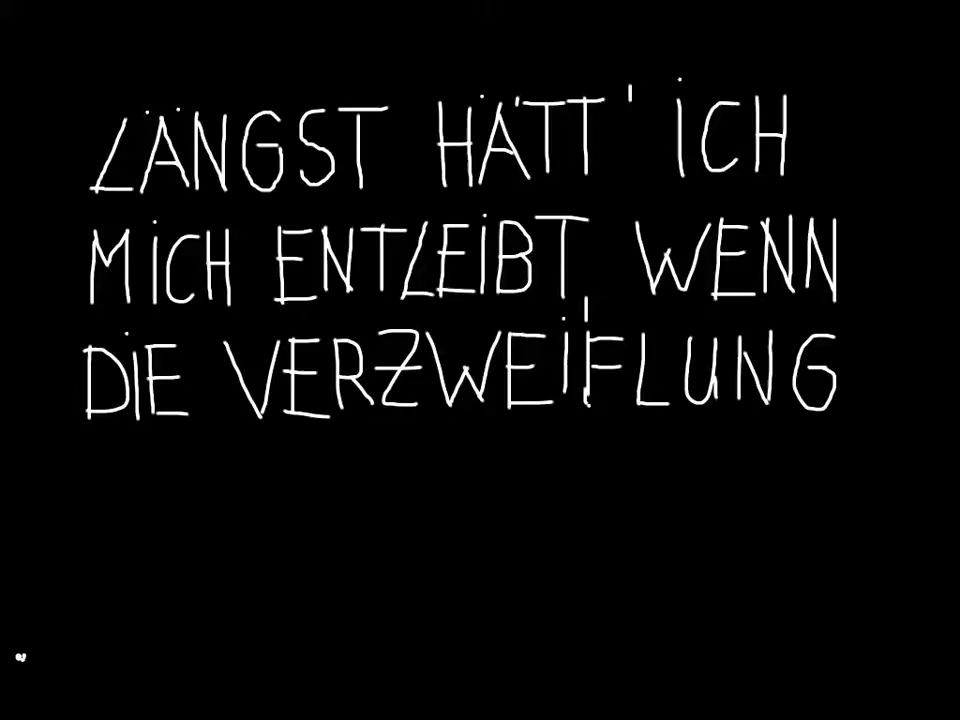 LÄNGST HÄTT' ICH
MICH ENTLEIBT, WENN
DIE VERZWEIFLUNG